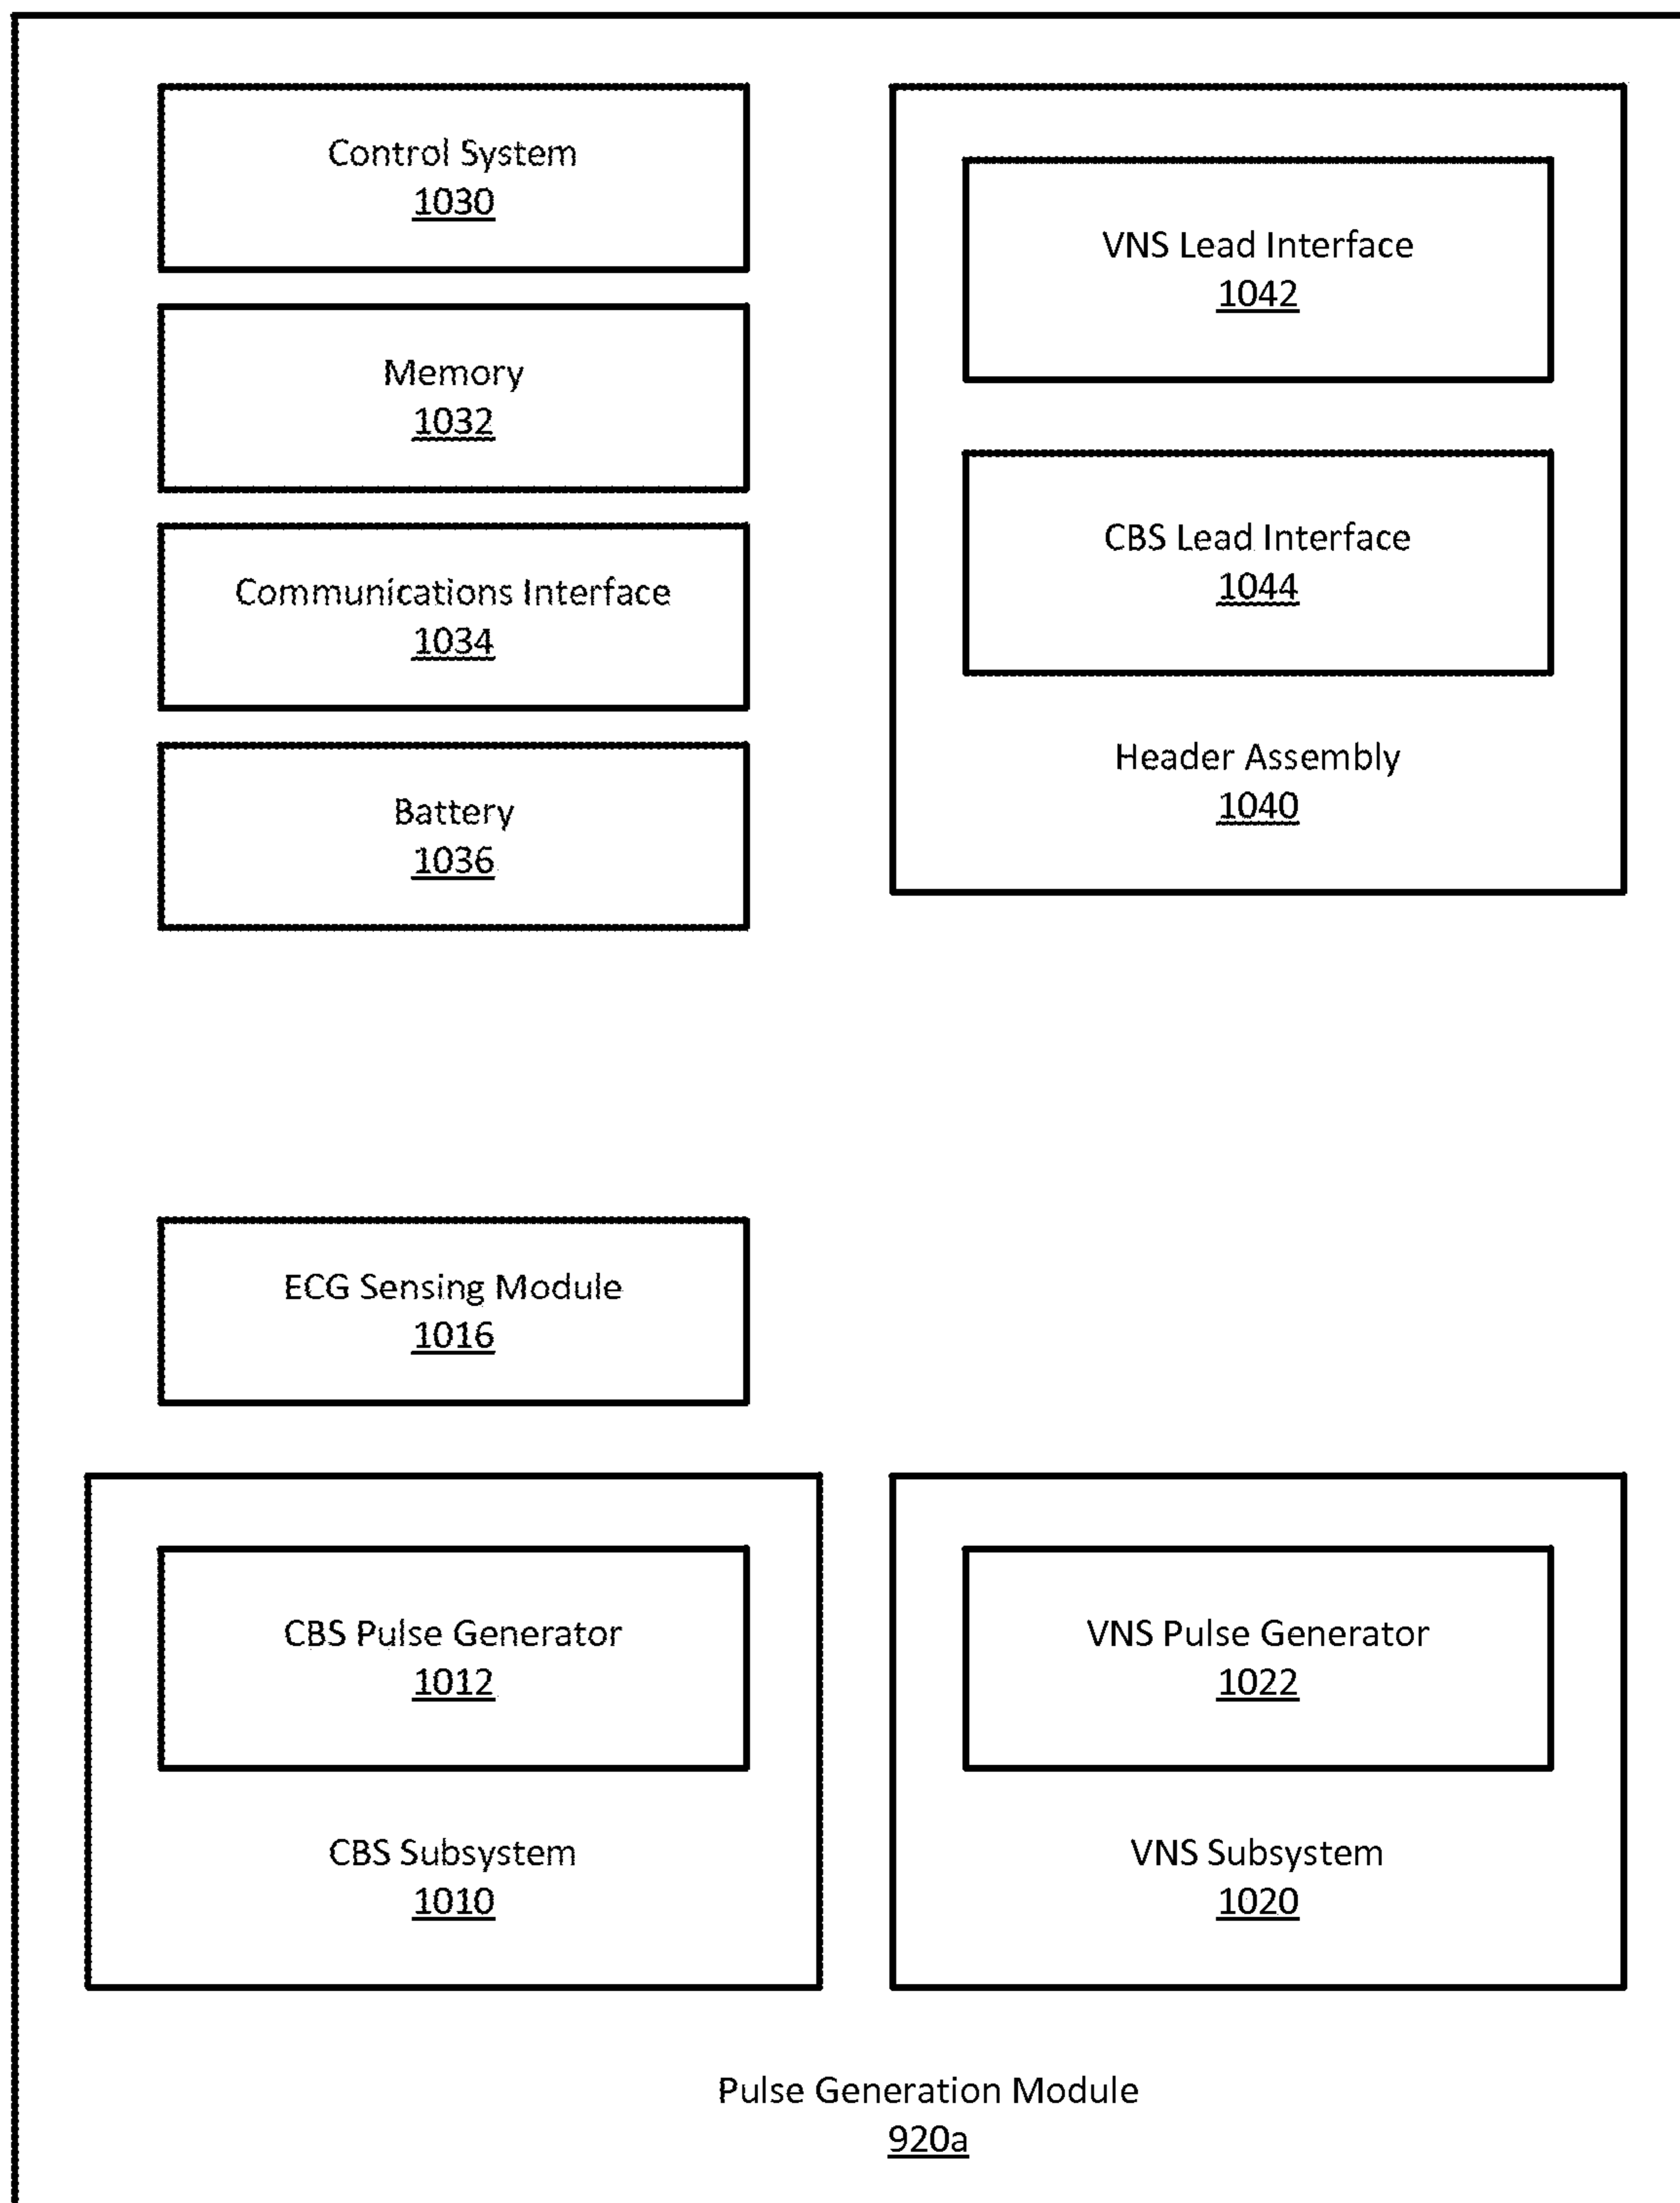 Control System
1030
Memory
1032
Communications Interface
1034
Battery
1036
VNS Lead Interface
1042
CBS Lead Interface
1044
Header Assembly
1040
ECG Sensing Module
1016
CBS Pulse Generator
1012
CBS Subsystem
1010
VNS Pulse Generator
1022
VNS Subsystem
1020
Pulse Generation Module
920a